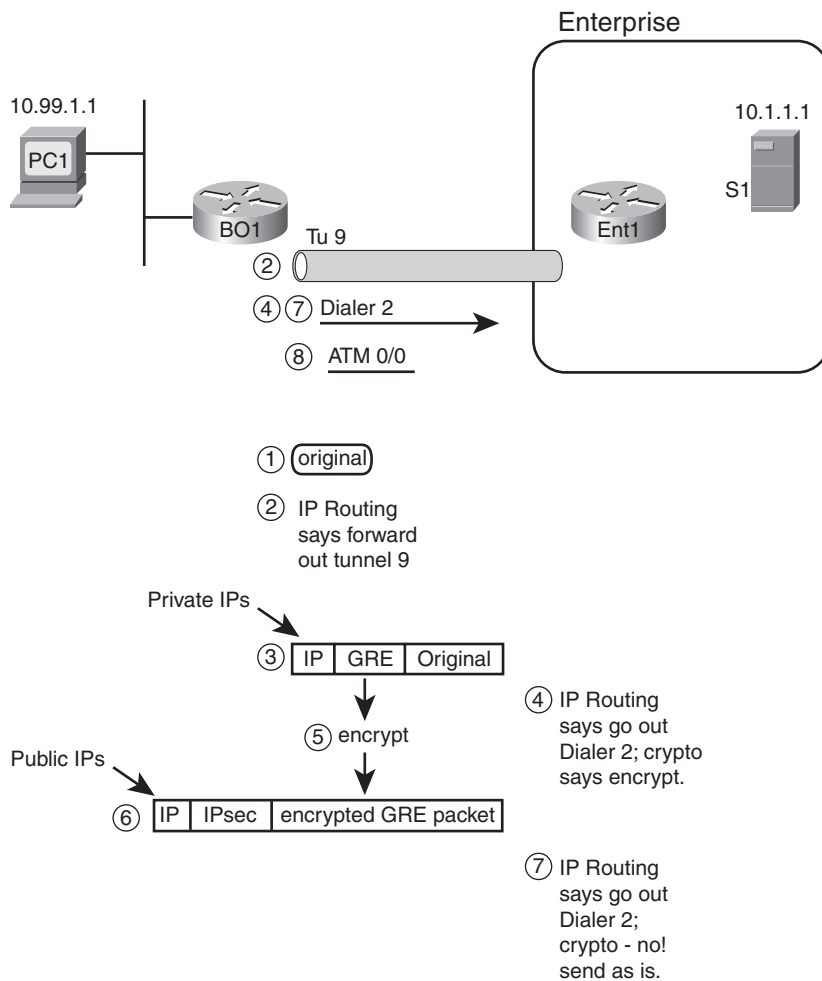 Enterprise
10.99.1.1
10.1.1.1
PC1
S1
BO1
Ent1
Tu 9
②
④ ⑦ Dialer 2
⑧ ATM 0/0
① original
② IP Routing
says forward
out tunnel 9
Private IPs
③ IP GRE Original
④ IP Routing
says go out
Dialer 2; crypto
says encrypt.
⑤ encrypt
Public IPs
⑥ IP IPsec encrypted GRE packet
⑦ IP Routing
says go out
Dialer 2;
crypto - no!
send as is.